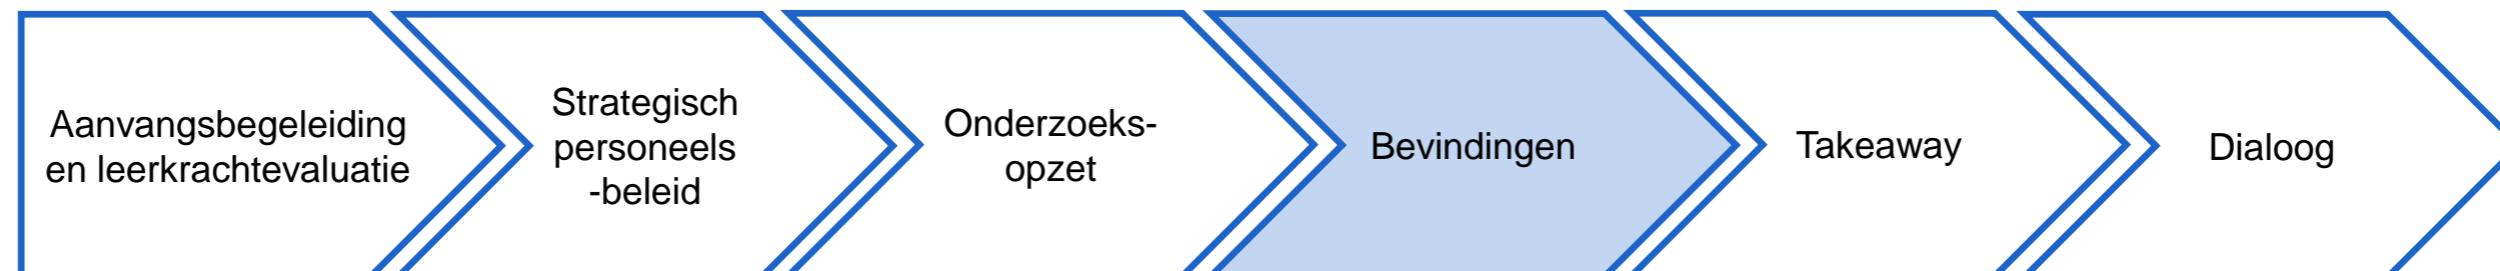 Aanvangsbegeleiding
en leerkrachtevaluatie
Strategisch
personeels
-beleid
Onderzoeks-
opzet
Bevindingen
Takeaway
Dialoog